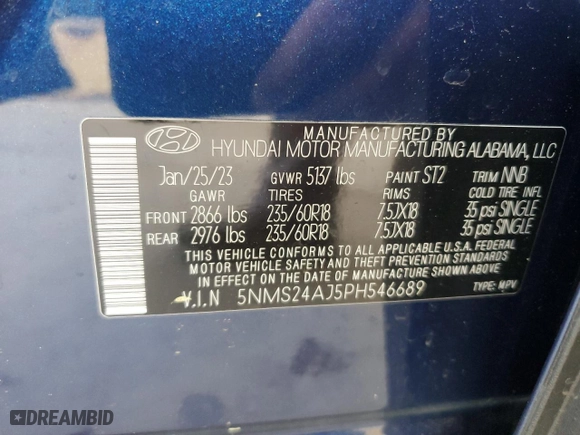 MANUFACTURED BY
HYUNDAI MOTOR MANUFACTURING ALABAMA, LLC
Jan/25/23 GVWR 5137 lbs PAINT ST2 TRIM NNB
GAWR TIRES RIMS COLD TIRE INFL
FRONT 2866 lbs 235/60R18 7.5JX18 35 psi SINGLE
REAR 2976 lbs 235/60R18 7.5JX18 35 psi SINGLE
THIS VEHICLE CONFORMS TO ALL APPLICABLE U.S.A. FEDERAL
MOTOR VEHICLE SAFETY AND THEFT PREVENTION STANDARDS
IN EFFECT ON THE DATE OF MANUFACTURE SHOWN ABOVE.
V.I.N 5NMS24AJ5PH546689
TYPE: MPV
DREAMBID